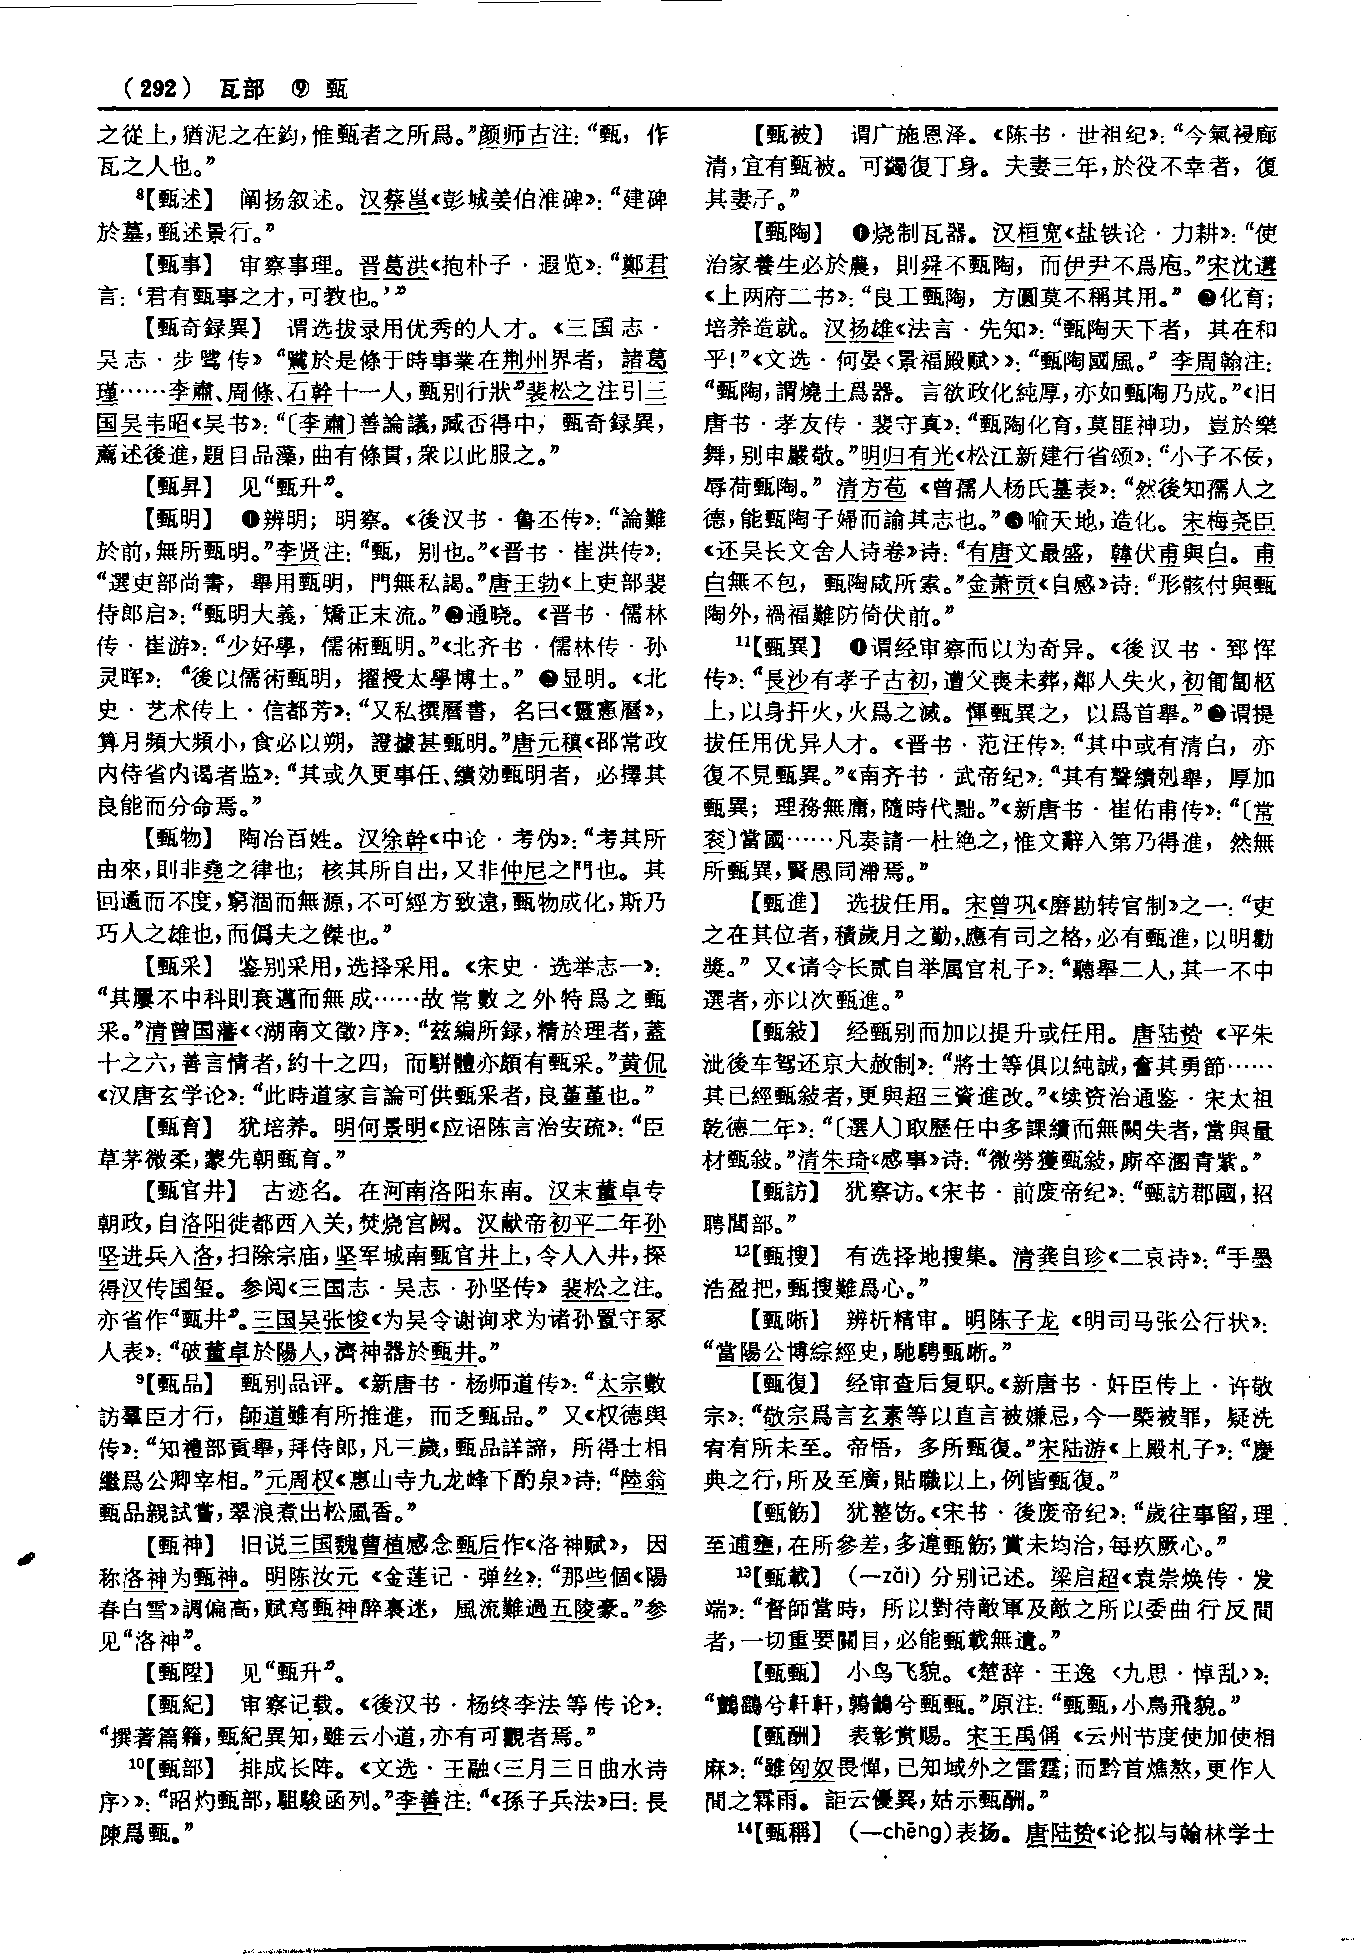 （292） 瓦部 ⑨ 甄
之從上，猶泥之在鈞，惟甄者之所爲。”颜师古注：“甄，作
瓦之人也。”
8【甄述】 阐扬叙述。汉蔡邕《彭城姜伯淮碑》：“建碑
於墓，甄述景行。”
【甄事】 审察事理。晋葛洪《抱朴子·遐览》：“鄭君
言：‘君有甄事之才，可教也。’”
【甄奇録異】 谓选拔录用优秀的人才。《三国志·
吴志·步骘传》“騭於是條于時事業在荆州界者，諸葛
瑾……李肅、周條、石幹十一人，甄别行狀”裴松之注引三
国吴韦昭《吴书》：“〔李肅〕善論議，臧否得中，甄奇録異，
薦述後進，題目品藻，曲有條貫，衆以此服之。”
【甄昇】 见“甄升”。
【甄明】 ❶辨明；明察。《後汉书·鲁丕传》：“論難
於前，無所甄明。”李贤注：“甄，别也。”《晋书·崔洪传》：
“選吏部尚書，舉用甄明，門無私謁。”唐王勃《上吏部裴
侍郎启》：“甄明大義，矯正末流。”❷通晓。《晋书·儒林
传·崔游》：“少好學，儒術甄明。”《北齐书·儒林传·孙
灵晖》：“後以儒術甄明，擢授太學博士。”❸显明。《北
史·艺术传上·信都芳》：“又私撰曆書，名曰《靈憲曆》，
算月頻大頻小，食必以朔，證據甚甄明。”唐元稹《邵常政
内侍省内谒者监》：“其或久更事任、績効甄明者，必擇其
良能而分命焉。”
【甄物】 陶冶百姓。汉徐幹《中论·考伪》：“考其所
由來，則非堯之律也；核其所自出，又非仲尼之門也。其
回遹而不度，窮涸而無源，不可經方致遠，甄物成化，斯乃
巧人之雄也，而僞夫之傑也。”
【甄采】 鉴别采用，选择采用。《宋史·选举志一》：
“其屢不中科則衰邁而無成……故常數之外特爲之甄
采。”清曾国藩《〈湖南文徵〉序》：“兹編所録，精於理者，蓋
十之六，善言情者，約十之四；而駢體亦頗有甄采。”黄侃
《汉唐玄学论》：“此時道家言論可供甄采者，良堇堇也。”
【甄育】 犹培养。明何景明《应诏陈言治安疏》：“臣
草茅微柔，蒙先朝甄育。”
【甄官井】 古迹名。在河南洛阳东南。汉末董卓专
朝政，自洛阳徙都西入关，焚烧宫阙。汉献帝初平二年孙
坚进兵入洛，扫除宗庙，坚军城南甄官井上，令人入井，探
得汉传国玺。参阅《三国志·吴志·孙坚传》裴松之注。
亦省作“甄井”。三国吴张悛《为吴令谢询求为诸孙置守冢
人表》：“破董卓於陽人，濟神器於甄井。”
9【甄品】 甄别品评。《新唐书·杨师道传》：“太宗數
訪羣臣才行，師道雖有所推進，而乏甄品。”又《权德舆
传》：“知禮部貢舉，拜侍郎，凡三歲，甄品詳諦，所得士相
繼爲公卿宰相。”元周权《惠山寺九龙峰下酌泉》诗：“陸翁
甄品親試嘗，翠浪煮出松風香。”
【甄神】 旧说三国魏曹植感念甄后作《洛神赋》，因
称洛神为甄神。明陈汝元《金莲记·弹丝》：“那些個《陽
春白雪》調偏高，赋寫甄神醉裏迷，風流難過五陵豪。”参
见“洛神”。
【甄陞】 见“甄升”。
【甄紀】 审察记载。《後汉书·杨终李法等传论》：
“撰著篇籍，甄紀異知，雖云小道，亦有可觀者焉。”
10【甄部】 排成长阵。《文选·王融〈三月三日曲水诗
序〉》：“昭灼甄部，駔駿函列。”李善注：“《孫子兵法》曰：長
陳爲甄。”
【甄被】 谓广施恩泽。《陈书·世祖纪》：“今氣祲廓
清，宜有甄被。可蠲復丁身。夫妻三年，於役不幸者，復
其妻子。”
【甄陶】 ❶烧制瓦器。汉桓宽《盐铁论·力耕》：“使
治家養生必於農，則舜不甄陶，而伊尹不爲庖。”宋沈遘
《上两府二书》：“良工甄陶，方圓莫不稱其用。”❷化育；
培养造就。汉扬雄《法言·先知》：“甄陶天下者，其在和
乎！”《文选·何晏〈景福殿赋〉》：“甄陶國風。”李周翰注：
“甄陶，謂燒土爲器。言欲政化純厚，亦如甄陶乃成。”《旧
唐书·孝友传·裴守真》：“甄陶化育，莫匪神功，豈於樂
舞，别申嚴敬。”明归有光《松江新建行省颂》：“小子不佞，
辱荷甄陶。”清方苞《曾孺人杨氏墓表》：“然後知孺人之
德，能甄陶子婦而諭其志也。”❸喻天地，造化。宋梅尧臣
《还吴长文舍人诗卷》诗：“有唐文最盛，韓伏甫與白。甫
白無不包，甄陶咸所索。”金萧贡《自感》诗：“形骸付與甄
陶外，禍福難防倚伏前。”
11【甄異】 ❶谓经审察而以为奇异。《後汉书·郅恽
传》：“長沙有孝子古初，遭父喪未葬，鄰人失火，初匍匐柩
上，以身扞火，火爲之滅。惲甄異之，以爲首舉。”❷谓提
拔任用优异人才。《晋书·范汪传》：“其中或有清白，亦
復不見甄異。”《南齐书·武帝纪》：“其有聲績剋舉，厚加
甄異；理務無庸，隨時代黜。”《新唐书·崔佑甫传》：“〔常
衮〕當國……凡奏請一杜絶之，惟文辭入第乃得進，然無
所甄異，賢愚同滯焉。”
【甄進】 选拔任用。宋曾巩《磨勘转官制》之一：“吏
之在其位者，積歲月之勤，應有司之格，必有甄進，以明勸
獎。”又《请令长贰自举属官札子》：“聽舉二人，其一不中
選者，亦以次甄進。”
【甄敍】 经甄别而加以提升或任用。唐陆贽《平朱
泚後车驾还京大赦制》：“將士等俱以純誠，奮其勇節……
其已經甄敍者，更與超三資進改。”《续资治通鉴·宋太祖
乾德二年》：“〔選人〕取歷任中多課績而無闕失者，當與量
材甄敍。”清朱琦《感事》诗：“微勞獲甄敍，廝卒溷青紫。”
【甄訪】 犹察访。《宋书·前废帝纪》：“甄訪郡國，招
聘閭部。”
12【甄搜】 有选择地搜集。清龚自珍《二哀诗》：“手墨
浩盈把，甄搜難爲心。”
【甄晰】 辨析精审。明陈子龙《明司马张公行状》：
“當陽公博綜經史，馳騁甄晰。”
【甄復】 经审查后复职。《新唐书·奸臣传上·许敬
宗》：“敬宗爲言玄素等以直言被嫌忌，今一槩被罪，疑洗
宥有所未至。帝悟，多所甄復。”宋陆游《上殿札子》：“慶
典之行，所及至廣，貼職以上，例皆甄復。”
【甄飭】 犹整饬。《宋书·後废帝纪》：“歲往事留，理
至逋壅，在所參差，多違甄飭；賞未均洽，每疚厥心。”
13【甄載】 （—zǎi）分别记述。梁启超《袁崇焕传·发
端》：“督師當時，所以對待敵軍及敵之所以委曲行反間
者，一切重要關目，必能甄載無遺。”
【甄甄】 小鸟飞貌。《楚辞·王逸〈九思·悼乱〉》：
“鸕鷀兮軒軒，鶉鷂兮甄甄。”原注：“甄甄，小鳥飛貌。”
【甄酬】 表彰赏赐。宋王禹偁《云州节度使加使相
麻》：“雖匈奴畏憚，已知域外之雷霆；而黔首燋熬，更作人
間之霖雨。詎云優異，姑示甄酬。”
14【甄稱】 （—chēng）表扬。唐陆贽《论拟与翰林学士